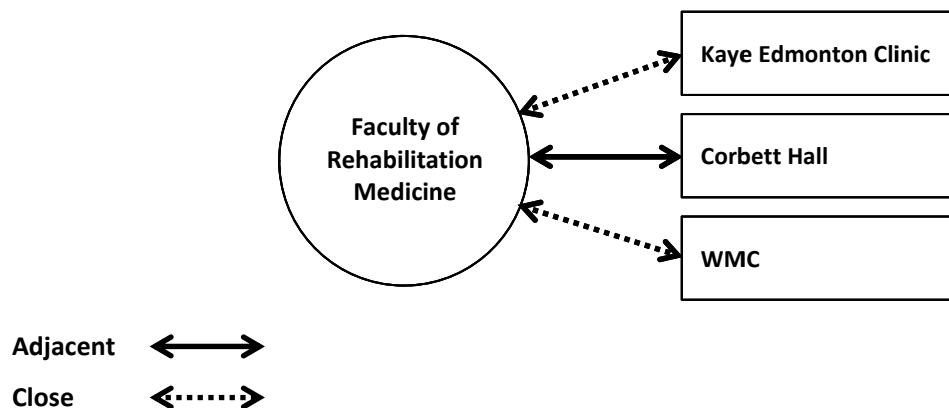 Kaye Edmonton Clinic
Faculty of
Rehabilitation
Medicine
Corbett Hall
WMC
Adjacent
Close